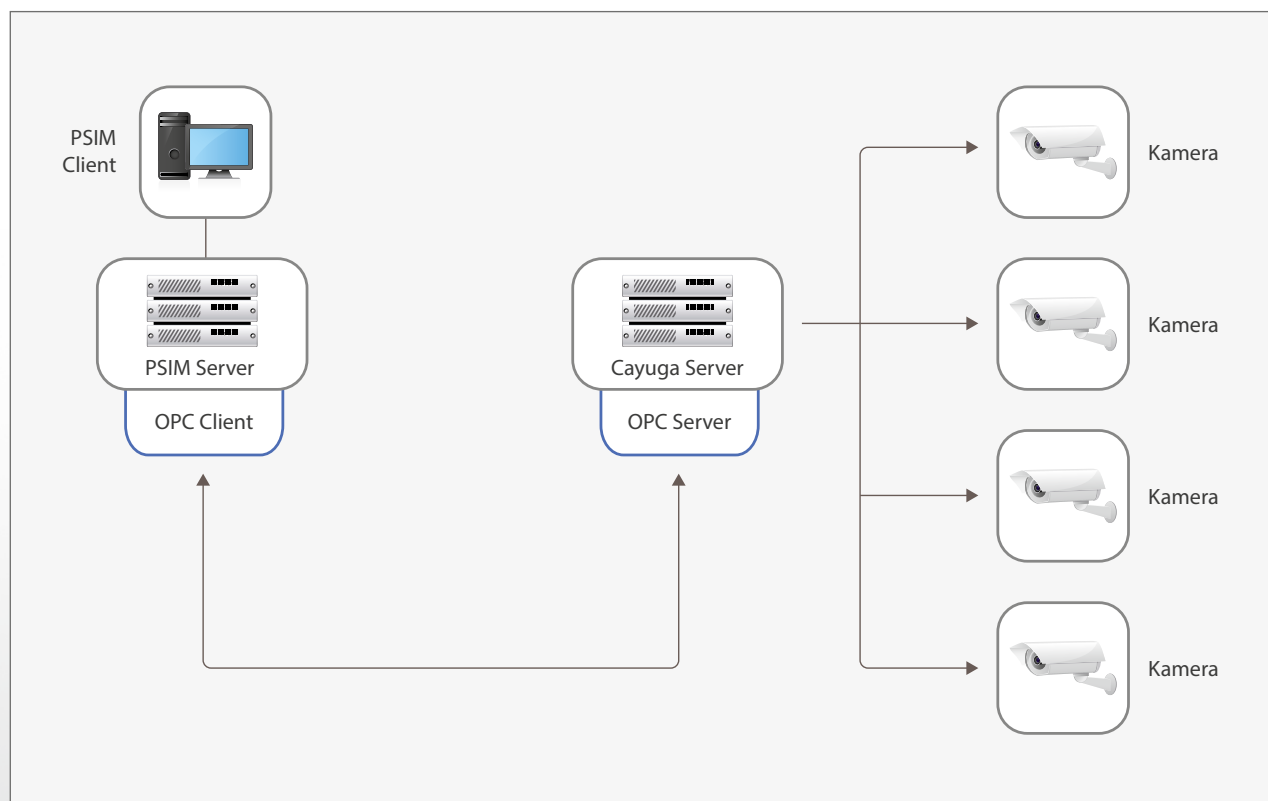 PSIM
Client
PSIM Server
OPC Client
Cayuga Server
OPC Server
Kamera
Kamera
Kamera
Kamera